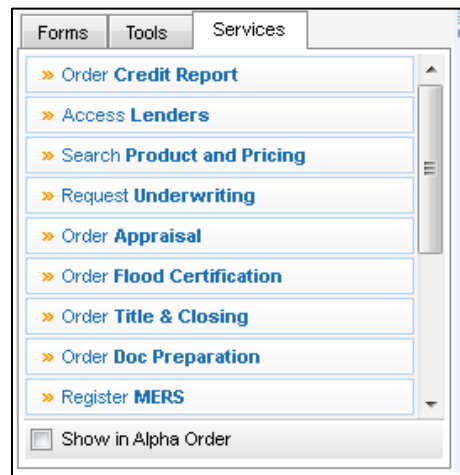 Forms Tools Services
» Order Credit Report
» Access Lenders
» Search Product and Pricing
» Request Underwriting
» Order Appraisal
» Order Flood Certification
» Order Title & Closing
» Order Doc Preparation
» Register MERS
Show in Alpha Order